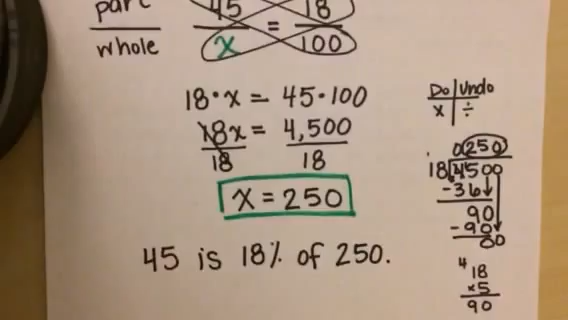 part
whole
45
x
=
18
100
18 · x = 45 · 100
18x = 4,500
18 18
x = 250
45 is 18% of 250.
Do | Undo
x | ÷
0250
18 4500
-36
90
-90
00
4
18
x5
90